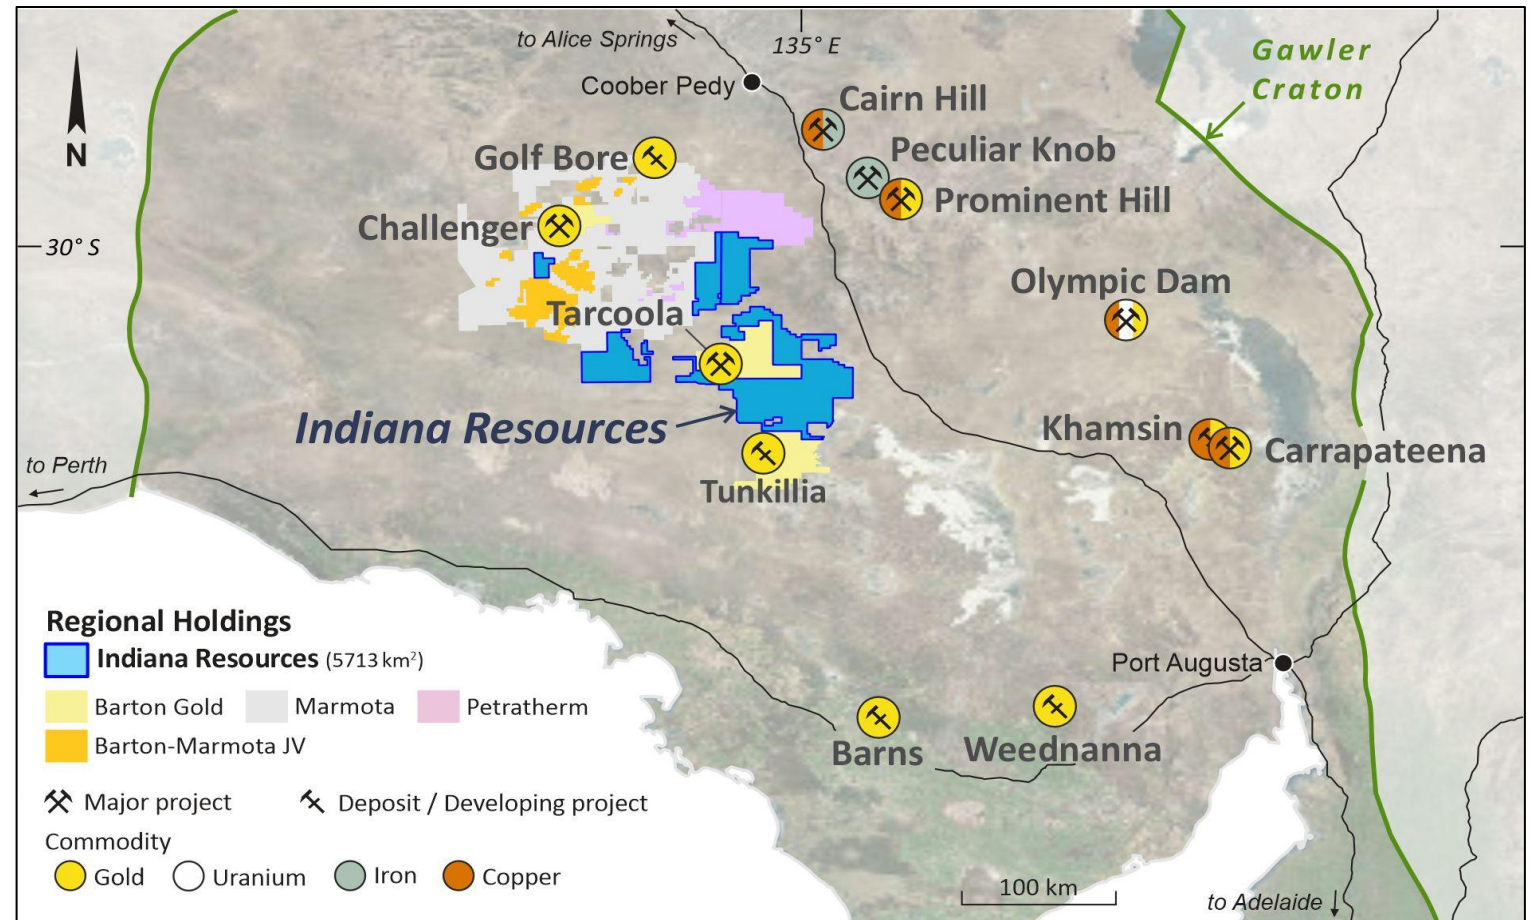 to Alice Springs
135° E
Gawler
Craton
Coober Pedy
Cairn Hill
Peculiar Knob
Golf Bore
N
Prominent Hill
Challenger
30° S
Olympic Dam
Tarcoola
Indiana Resources
Khamsin
Carrapateena
to Perth
Tunkillia
Regional Holdings
Indiana Resources (5713 km²)
Port Augusta
Barton Gold
Marmota
Petratherm
Barton-Marmota JV
Barns
Weednanna
Major project
Deposit / Developing project
Commodity
Gold
Uranium
Iron
Copper
100 km
to Adelaide